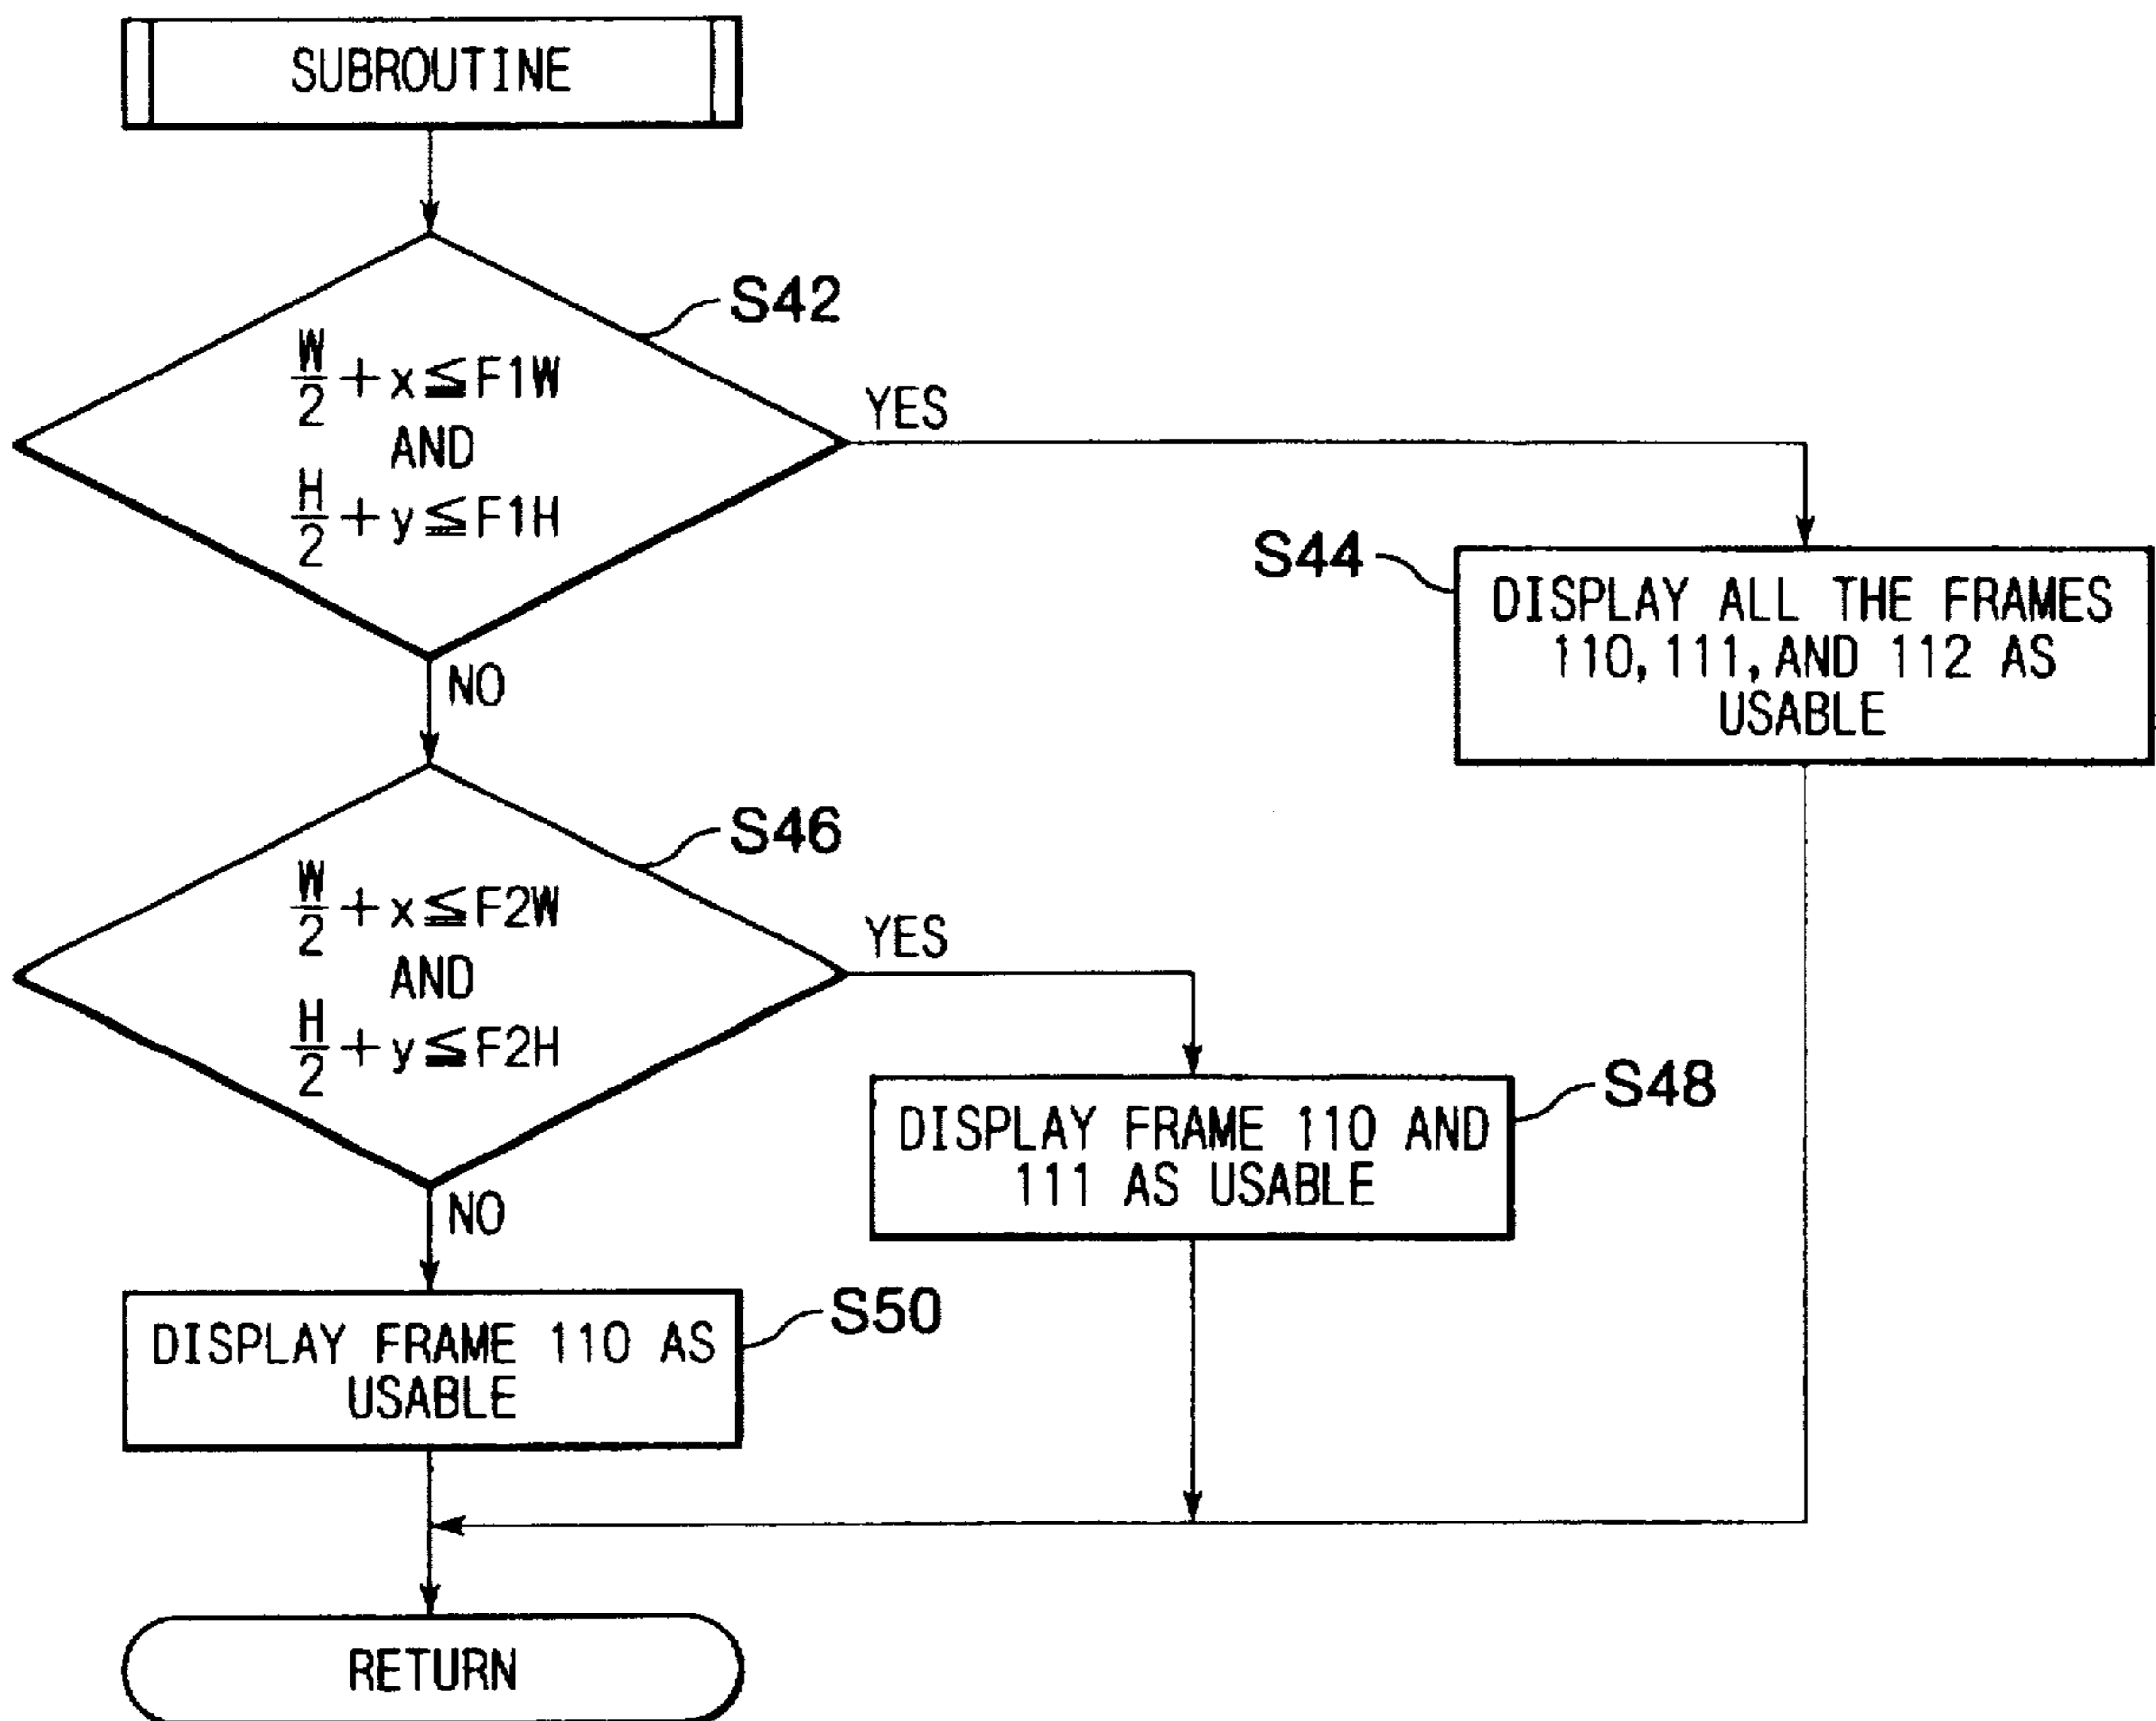 SUBROUTINE
S42
W/2 + x ≦ F1W
AND
H/2 + y ≦ F1H
YES
NO
S44
DISPLAY ALL THE FRAMES
110, 111, AND 112 AS
USABLE
S46
W/2 + x ≦ F2W
AND
H/2 + y ≦ F2H
YES
NO
S48
DISPLAY FRAME 110 AND
111 AS USABLE
S50
DISPLAY FRAME 110 AS
USABLE
RETURN